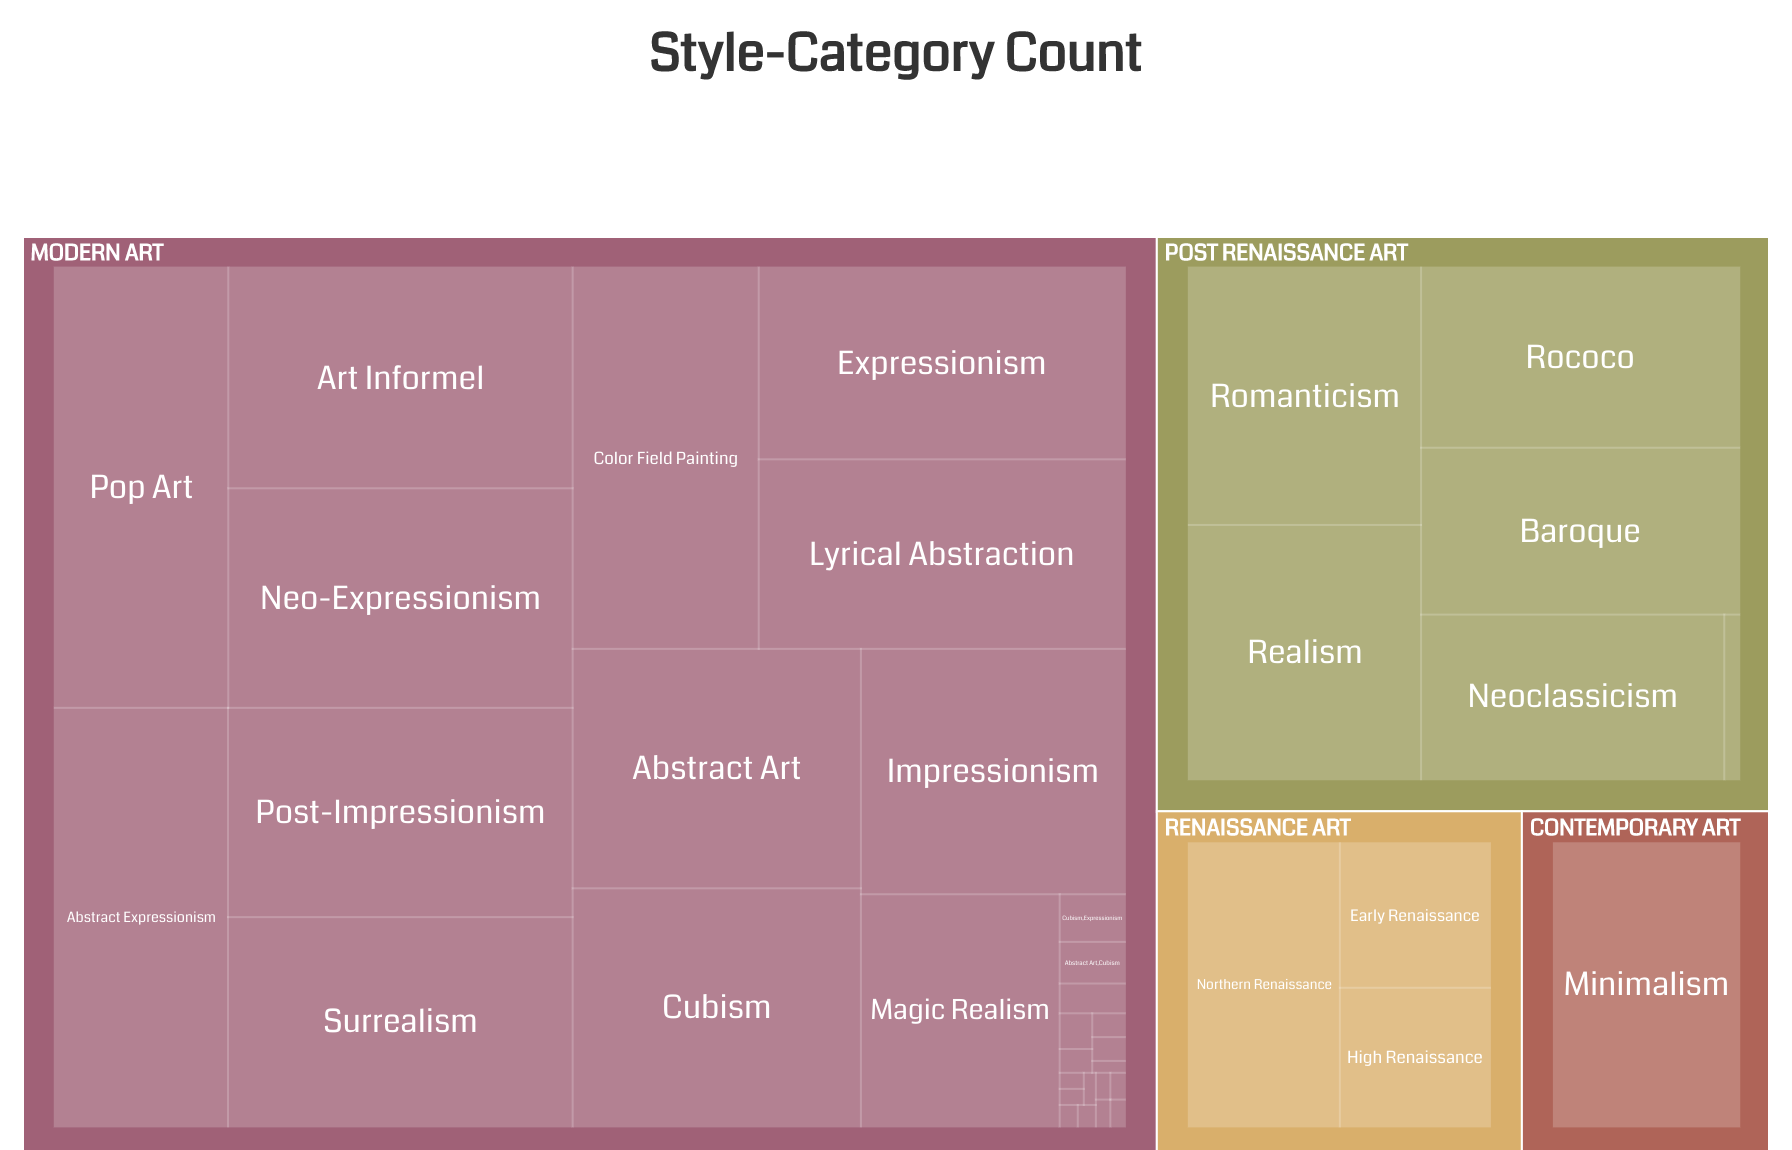 Style-Category Count
MODERN ART
Pop Art
Abstract Expressionism
Art Informel
Neo-Expressionism
Post-Impressionism
Surrealism
Color Field Painting
Expressionism
Lyrical Abstraction
Abstract Art
Impressionism
Cubism
Magic Realism
Cubism,Expressionism
Abstract Art,Cubism
POST RENAISSANCE ART
Romanticism
Realism
Rococo
Baroque
Neoclassicism
RENAISSANCE ART
Northern Renaissance
Early Renaissance
High Renaissance
CONTEMPORARY ART
Minimalism